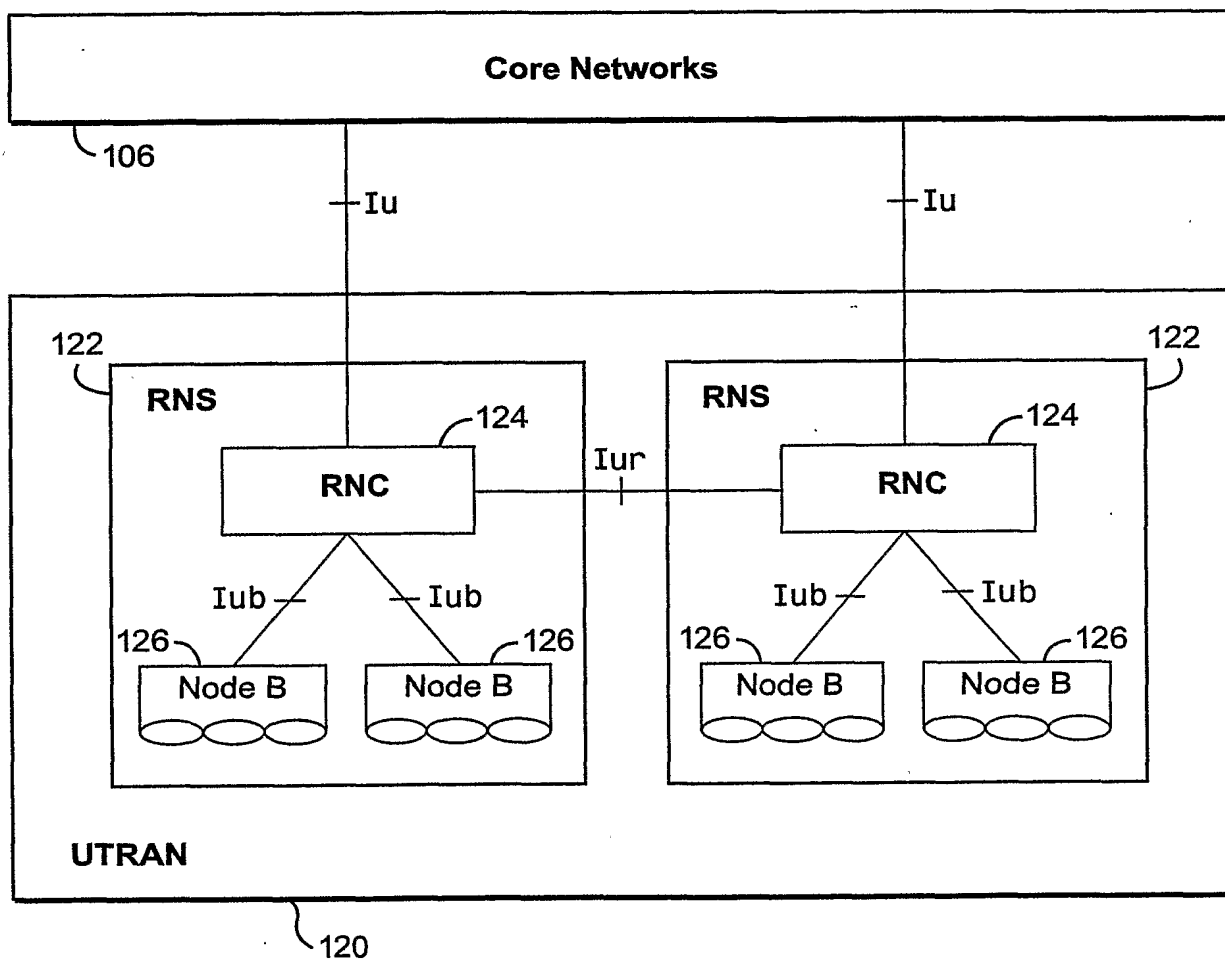 Core Networks
106
Iu
Iu
122
122
RNS
RNS
124
124
RNC
Iur
RNC
Iub
Iub
Iub
Iub
126
126
126
126
Node B
Node B
Node B
Node B
UTRAN
120